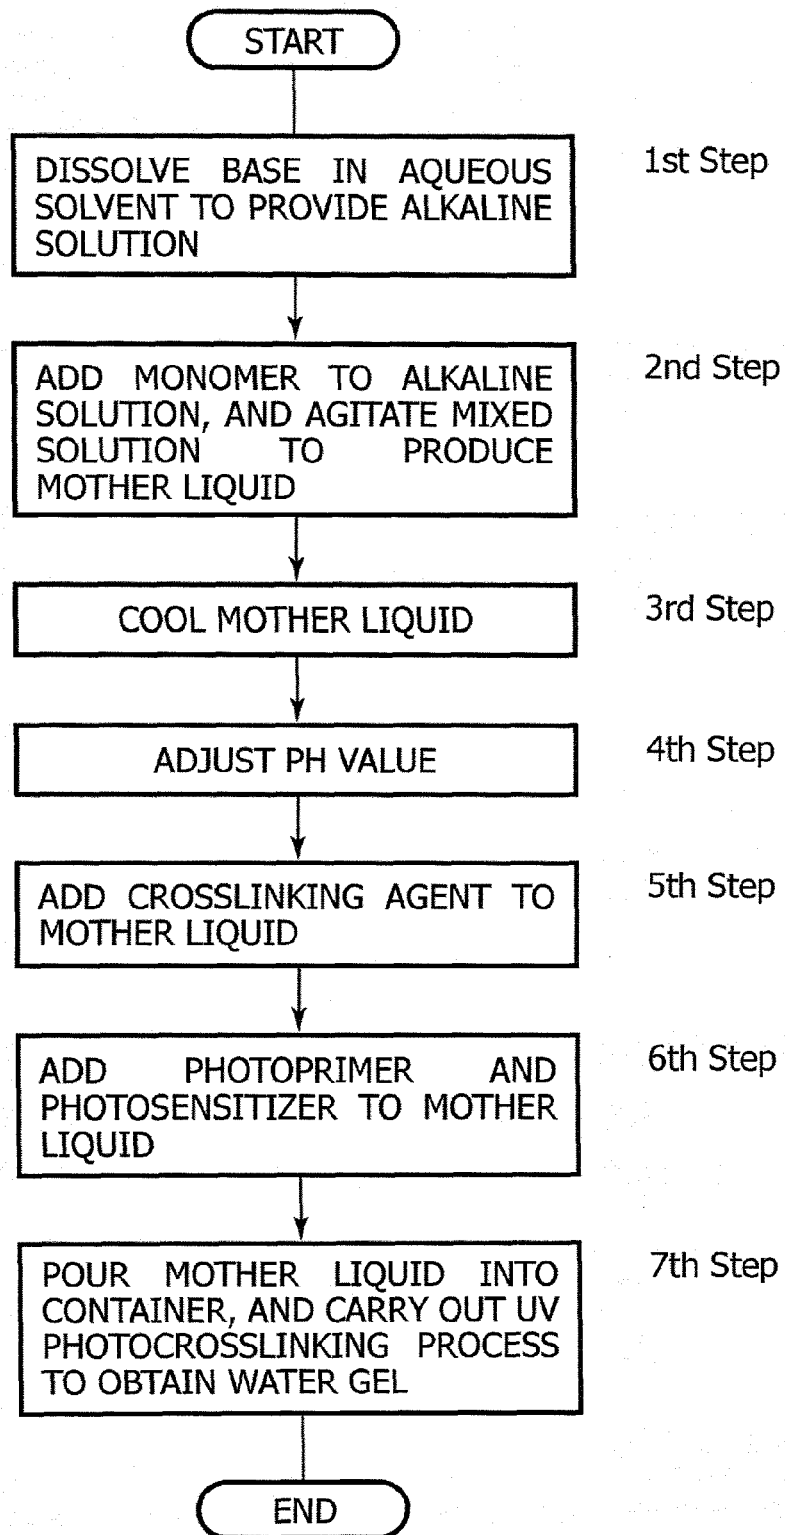 START
1st Step
DISSOLVE BASE IN AQUEOUS
SOLVENT TO PROVIDE ALKALINE
SOLUTION
2nd Step
ADD MONOMER TO ALKALINE
SOLUTION, AND AGITATE MIXED
SOLUTION TO PRODUCE
MOTHER LIQUID
3rd Step
COOL MOTHER LIQUID
4th Step
ADJUST PH VALUE
5th Step
ADD CROSSLINKING AGENT TO
MOTHER LIQUID
6th Step
ADD PHOTOPRIMER AND
PHOTOSENSITIZER TO MOTHER
LIQUID
7th Step
POUR MOTHER LIQUID INTO
CONTAINER, AND CARRY OUT UV
PHOTOCROSSLINKING PROCESS
TO OBTAIN WATER GEL
END